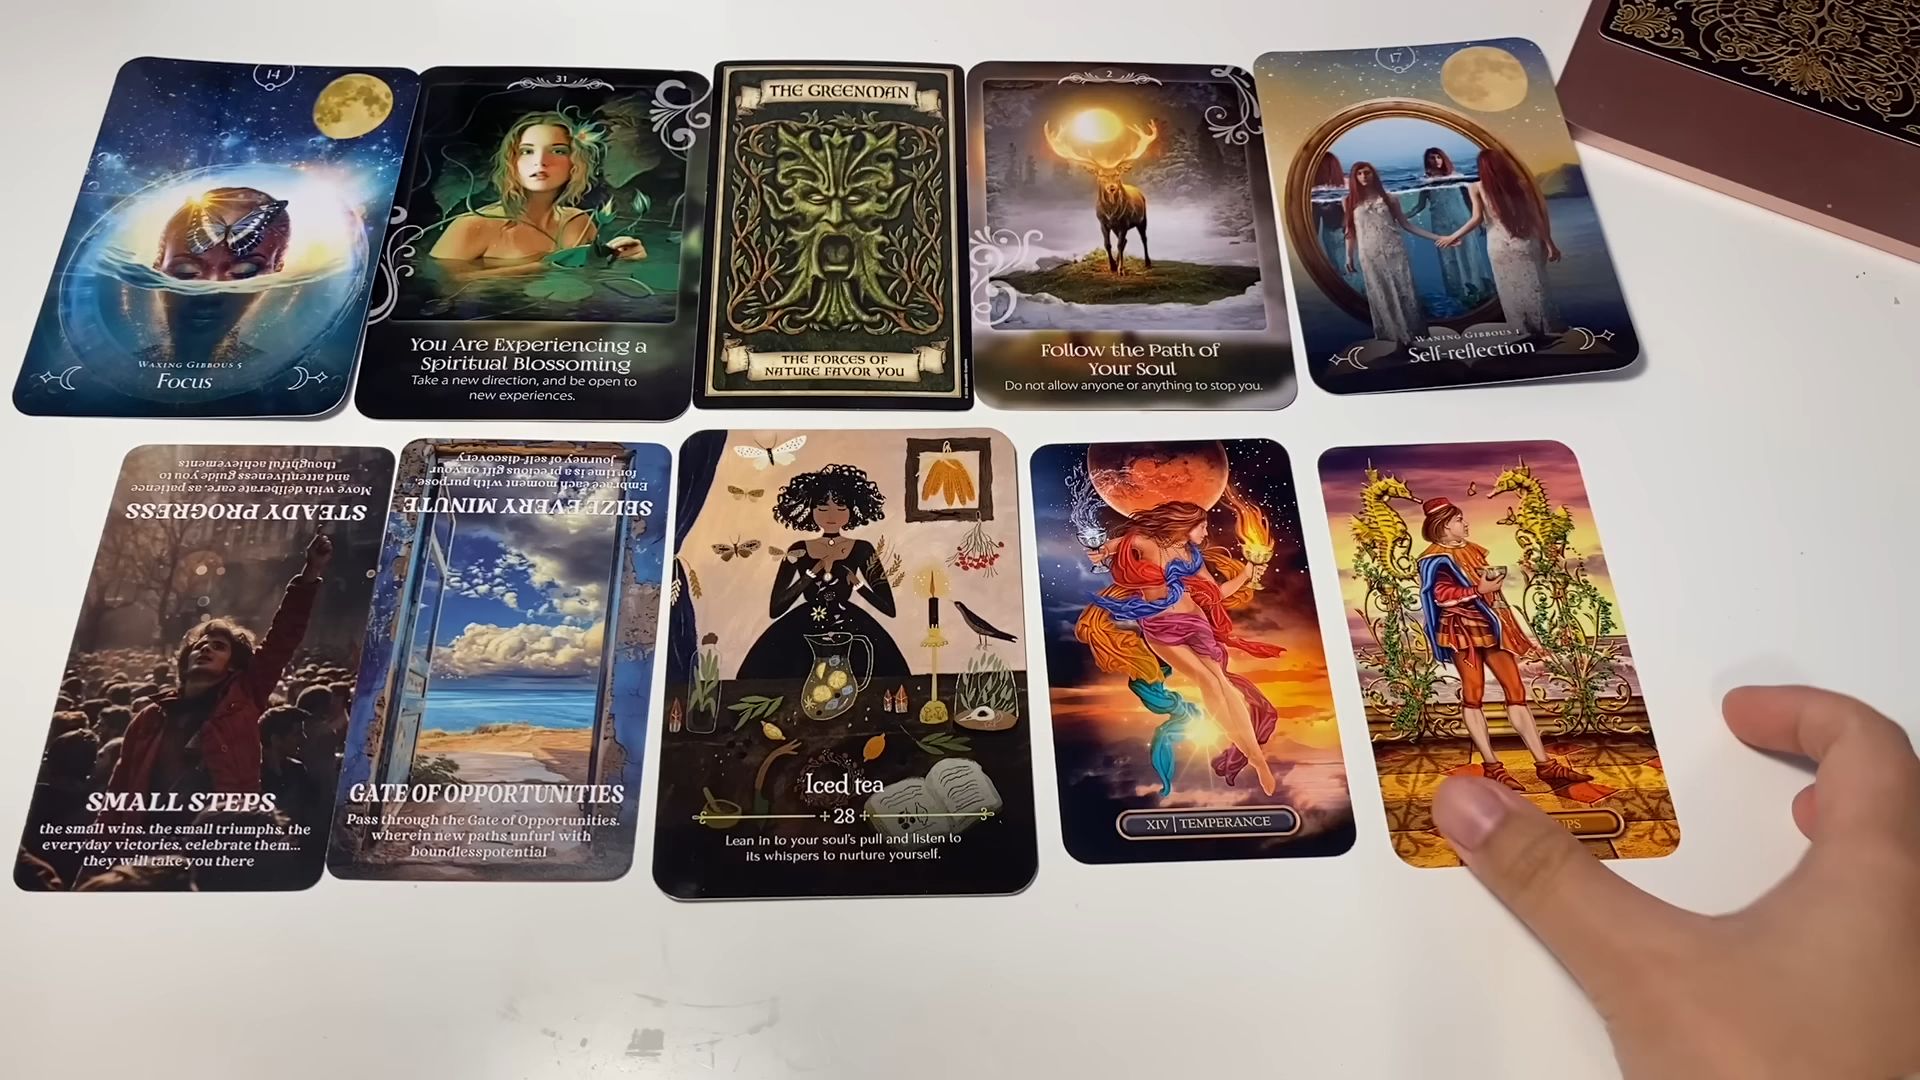 14
WAXING GIBBOUS 5
Focus
31
You Are Experiencing a
Spiritual Blossoming
Take a new direction, and be open to
new experiences.
THE GREENMAN
THE FORCES OF
NATURE FAVOR YOU
2
Follow the Path of
Your Soul
Do not allow anyone or anything to stop you.
17
WAXING GIBBOUS 1
Self-reflection
STEADY PROGRESS
Move with deliberate care, as patience
and attentiveness guide you to
thoughtful achievements
SMALL STEPS
the small wins. the small triumphs. the
everyday victories. celebrate them...
they will take you there
SEIZE EVERY MINUTE
Embrace each moment with purpose,
for time is a precious gift on your
journey of self-discovery
GATE OF OPPORTUNITIES
Pass through the Gate of Opportunities.
wherein new paths unfurl with
boundlesspotential
Iced tea
28
Lean in to your soul's pull and listen to
its whispers to nurture yourself.
XIV | TEMPERANCE